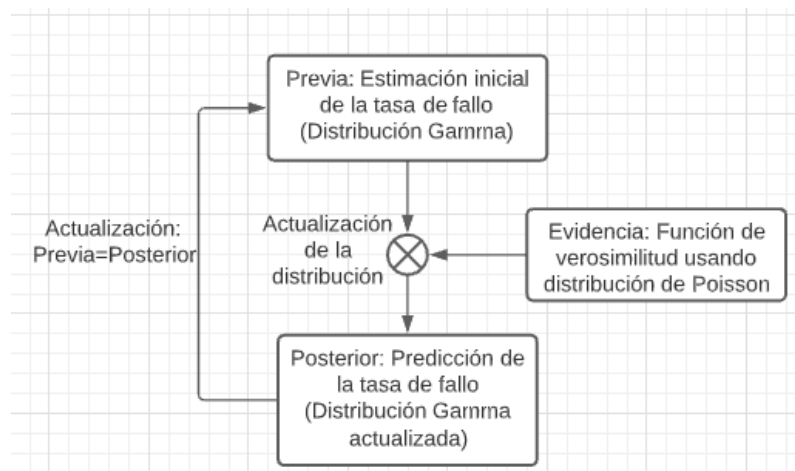 Previa: Estimación inicial
de la tasa de fallo
(Distribución Gamma)
Actualización:
Previa=Posterior
Actualización
de la
distribución
Evidencia: Función de
verosimilitud usando
distribución de Poisson
Posterior: Predicción de
la tasa de fallo
(Distribución Gamma
actualizada)